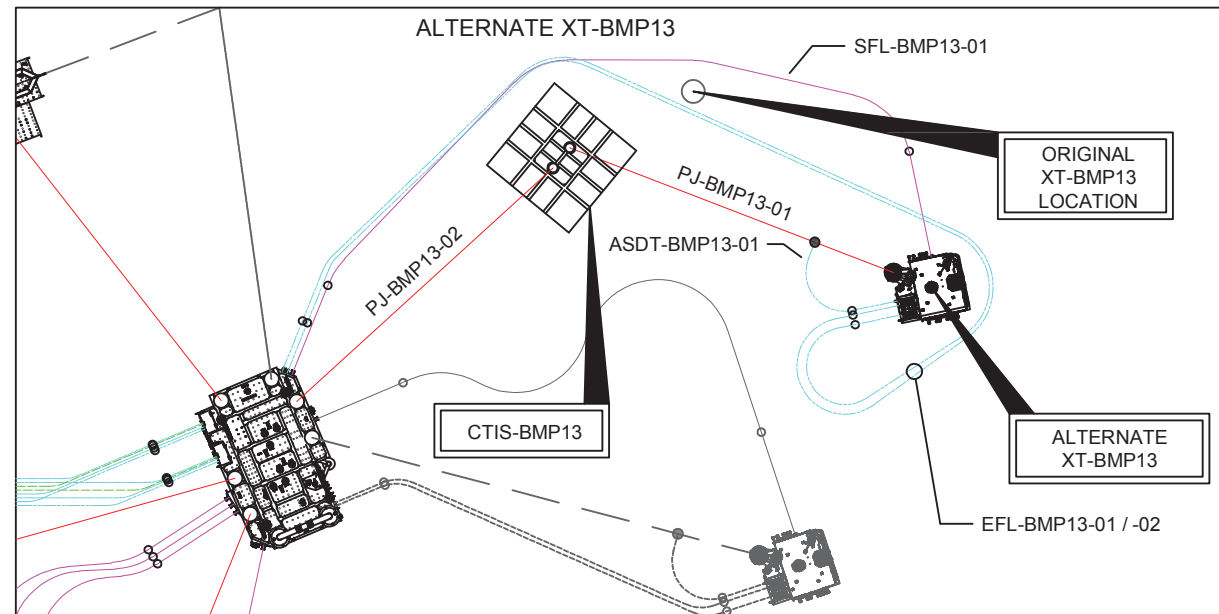 ALTERNATE XT-BMP13
SFL-BMP13-01
ORIGINAL
XT-BMP13
LOCATION
PJ-BMP13-01
ASDT-BMP13-01
PJ-BMP13-02
CTIS-BMP13
ALTERNATE
XT-BMP13
EFL-BMP13-01 / -02